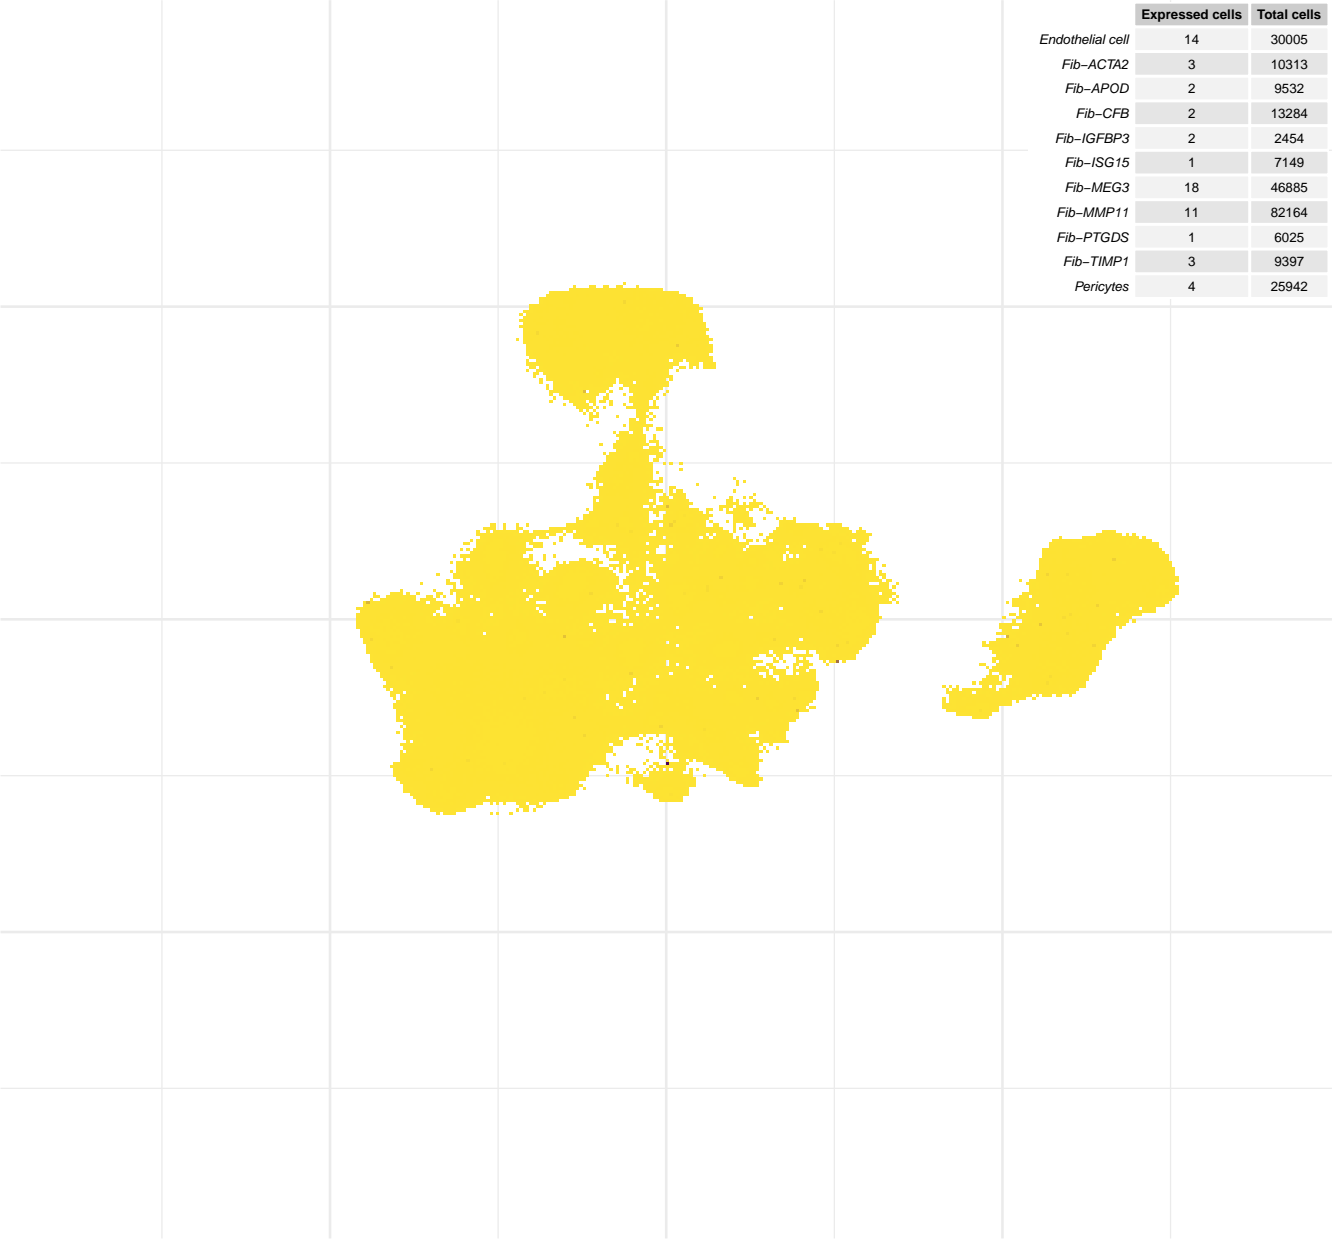 Expressed cells Total cells
Endothelial cell 14 30005
Fib−ACTA2 3 10313
Fib−APOD 2 9532
Fib−CFB 2 13284
Fib−IGFBP3 2 2454
Fib−ISG15 1 7149
Fib−MEG3 18 46885
Fib−MMP11 11 82164
Fib−PTGDS 1 6025
Fib−TIMP1 3 9397
Pericytes 4 25942